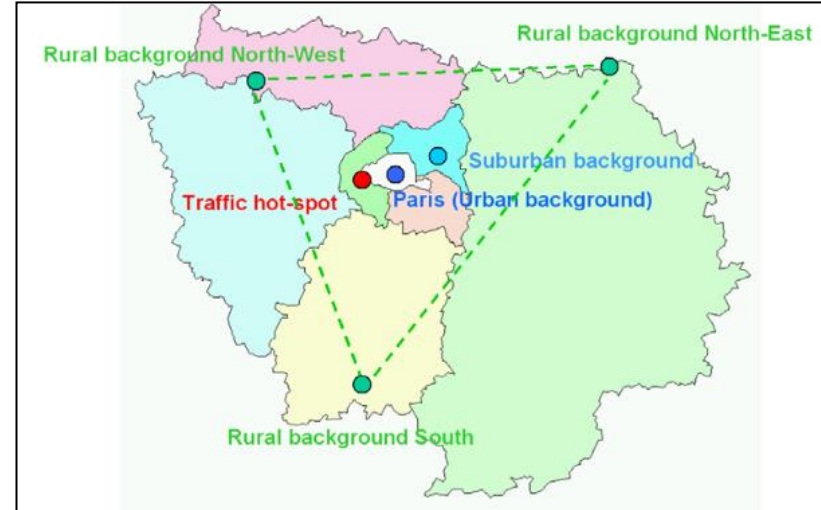 Rural background North-East
Rural background North-West
Suburban background
Traffic hot-spot
Paris (Urban background)
Rural background South